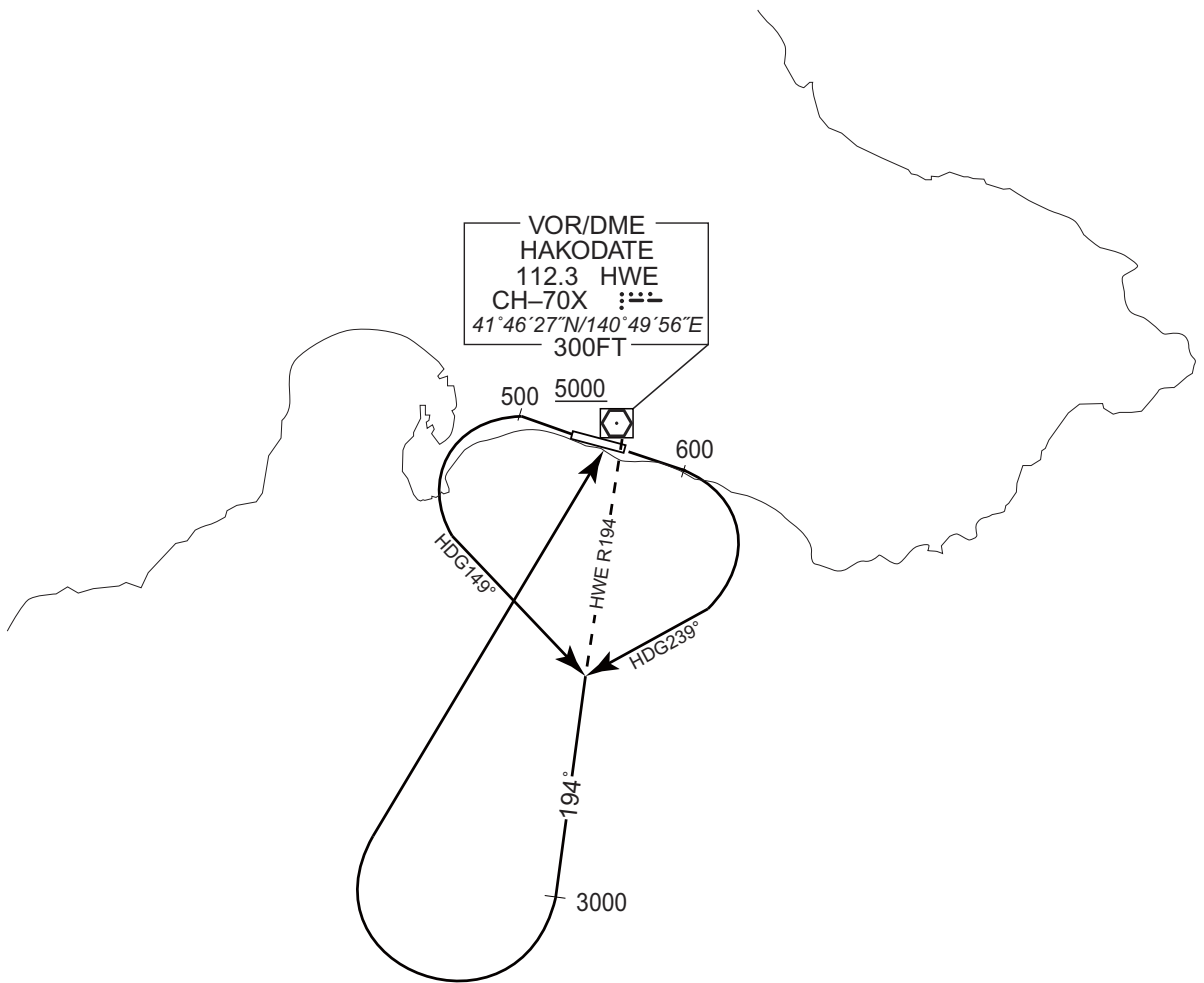 VOR/DME
HAKODATE
112.3 HWE
CH–70X
41°46´27˝N/140°49´56˝E
300FT
500
5000
600
HWE R194
HDG149°
HDG239°
194°
3000